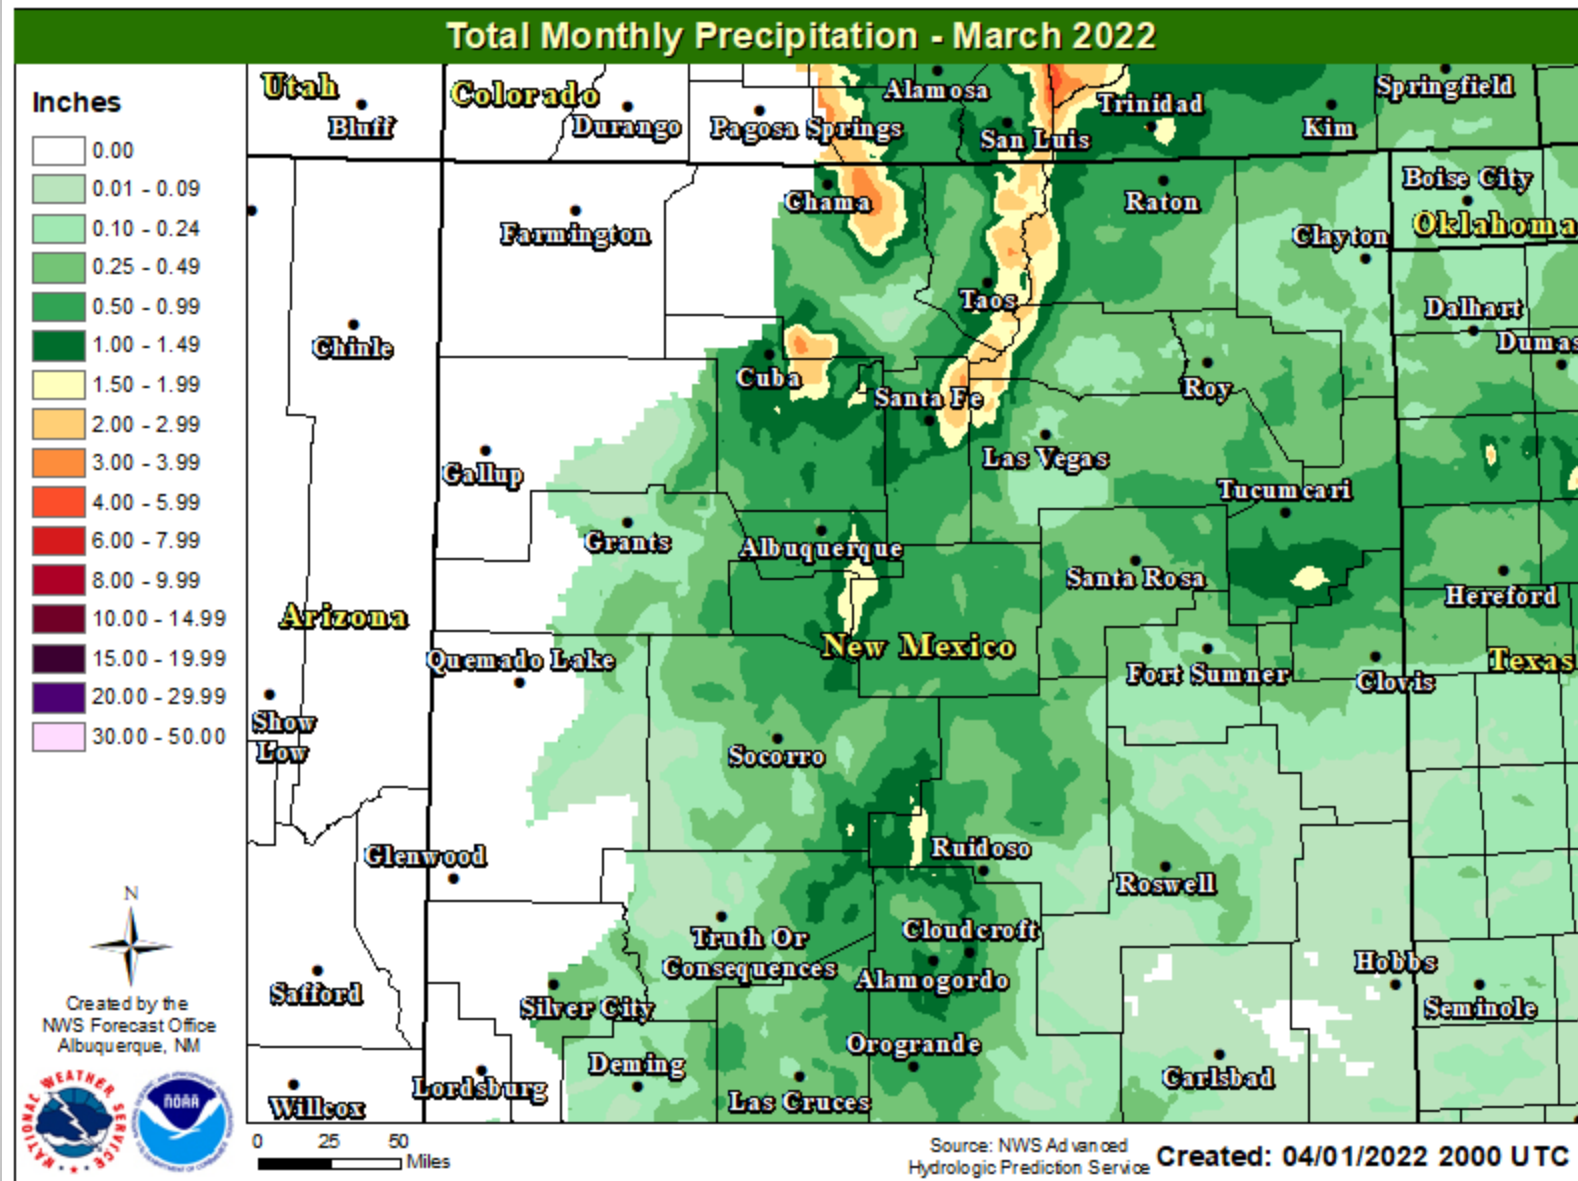 Total Monthly Precipitation - March 2022
Inches
0.00
0.01 - 0.09
0.10 - 0.24
0.25 - 0.49
0.50 - 0.99
1.00 - 1.49
1.50 - 1.99
2.00 - 2.99
3.00 - 3.99
4.00 - 5.99
6.00 - 7.99
8.00 - 9.99
10.00 - 14.99
15.00 - 19.99
20.00 - 29.99
30.00 - 50.00
Utah
Colorado
Bluff
Durango
Pagosa Springs
Alamosa
San Luis
Trinidad
Kim
Springfield
Boise City
Oklahoma
Farmington
Chama
Raton
Clayton
Taos
Dalhart
Dumas
Chinle
Cuba
Santa Fe
Roy
Gallup
Las Vegas
Tucumcari
Grants
Albuquerque
Santa Rosa
Hereford
Arizona
New Mexico
Texas
Quemado Lake
Fort Sumner
Clovis
Show
Low
Socorro
Glenwood
Ruidoso
Roswell
Truth Or
Consequences
Cloudcroft
Alamogordo
Hobbs
Seminole
Safford
Silver City
Orogrande
Deming
Carlsbad
Willcox
Lordsburg
Las Cruces
N
Created by the
NWS Forecast Office
Albuquerque, NM
NATIONAL WEATHER SERVICE
NOAA
0 25 50
Miles
Source: NWS Advanced
Hydrologic Prediction Service
Created: 04/01/2022 2000 UTC